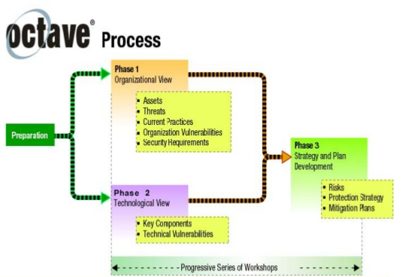 octave® Process
Phase 1
Organizational View
• Assets
• Threats
• Current Practices
• Organization Vulnerabilities
• Security Requirements
Preparation
Phase 2
Technological View
• Key Components
• Technical Vulnerabilities
Phase 3
Strategy and Plan
Development
• Risks
• Protection Strategy
• Mitigation Plans
Progressive Series of Workshops